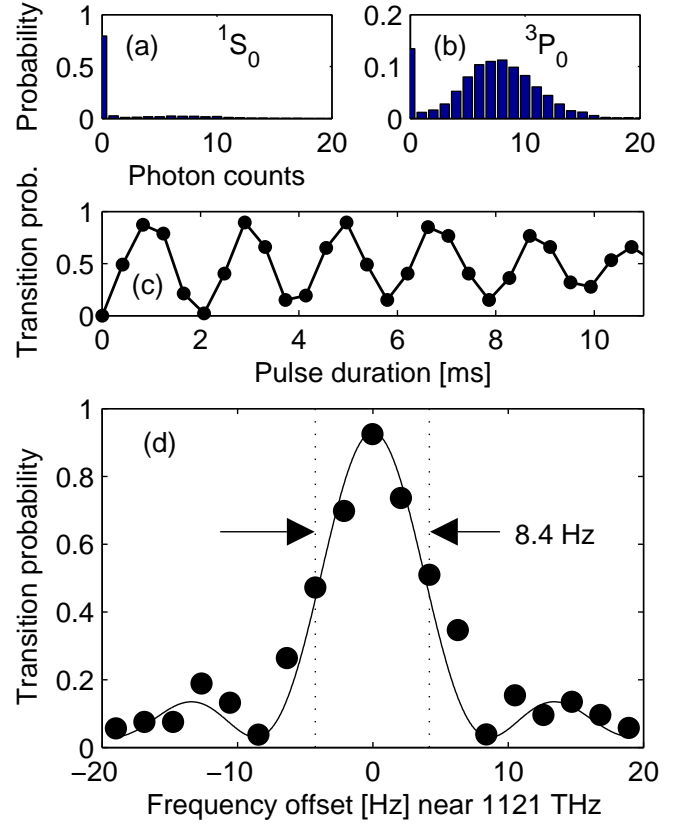 Probability
1
0.5
0
(a)
¹S₀
0
10
20
0.2
0.1
0
(b)
³P₀
0
10
20
Photon counts
Transition prob.
1
0.5
0
(c)
0
2
4
6
8
10
Pulse duration [ms]
Transition probability
1
0.8
0.6
0.4
0.2
0
(d)
8.4 Hz
−20
−10
0
10
20
Frequency offset [Hz] near 1121 THz